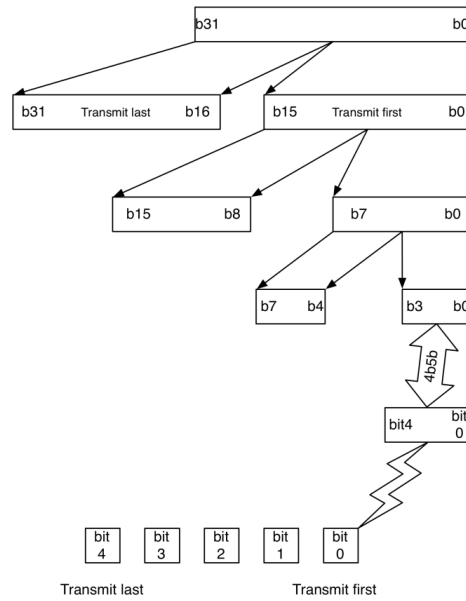 b31 b0
b31 Transmit last b16 b15 Transmit first b0
b15 b8 b7 b0
b7 b4 b3 b0
4b5b
bit4 bit
0
bit bit bit bit bit
4 3 2 1 0
Transmit last Transmit first